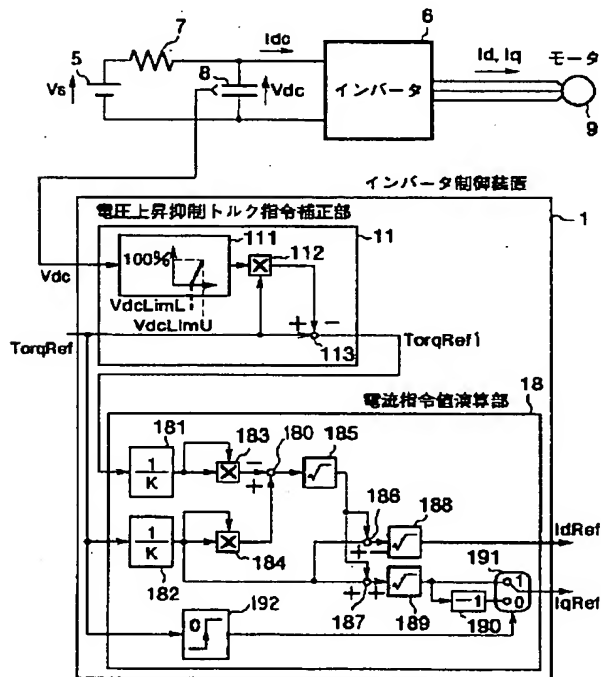 7
Idc
6
5
Vs
8
Vdc
インバータ
Id, Iq
モータ
9
インバータ制御装置
1
電圧上昇抑制トルク指令補正部
11
111
112
100%
Vdc
VdcLimL
VdcLimU
+
−
113
TorqRef
TorqRef1
電流指令値演算部
18
181
1/K
183
−
180
+
185
√
1/K
182
184
186
188
√
IdRef
+
−
187
+
+
189
√
191
1
−1
0
190
IqRef
192
0